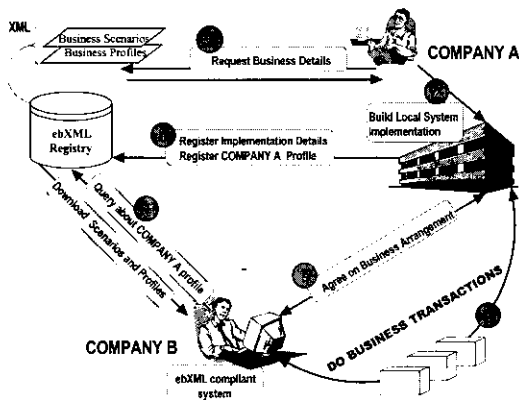 XML
Business Scenarios
Business Profiles
Request Business Details
COMPANY A
Build Local System
Implementation
ebXML
Registry
Register Implementation Details
Register COMPANY A Profile
Query about COMPANY A profile
Download Scenarios and Profiles
Agree on Business Arrangement
DO BUSINESS TRANSACTIONS
COMPANY B
ebXML compliant
system